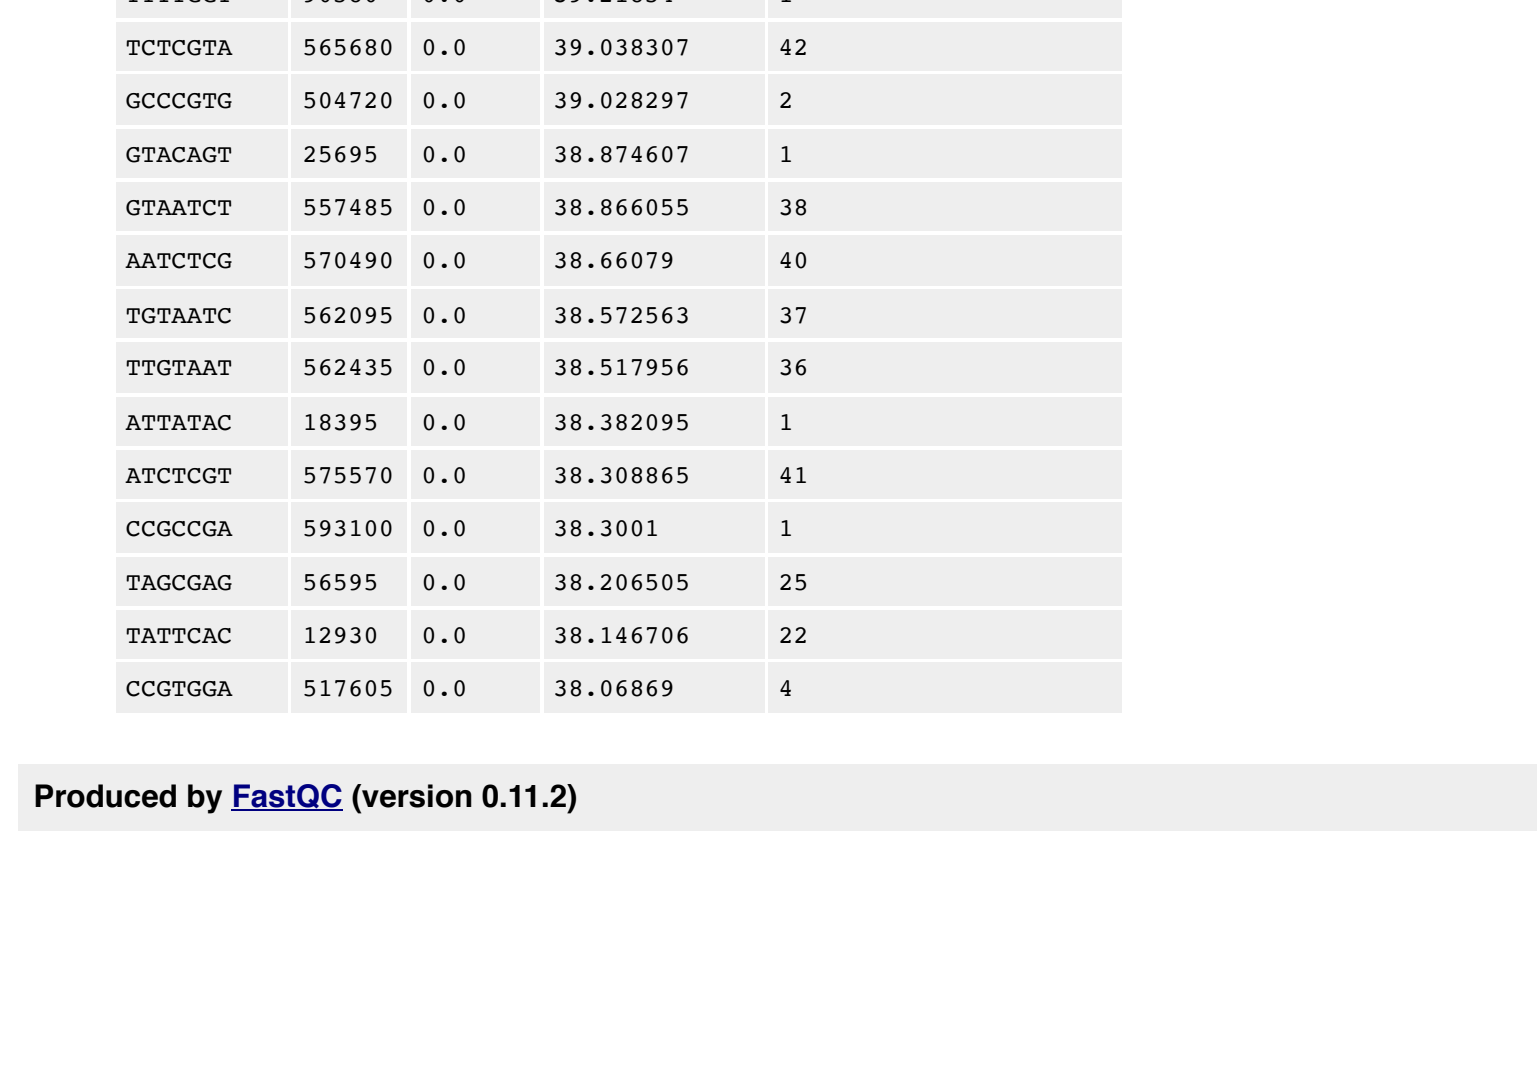 TCTCGTA 565680 0.0 39.038307 42
GCCCGTG 504720 0.0 39.028297 2
GTACAGT 25695 0.0 38.874607 1
GTAATCT 557485 0.0 38.866055 38
AATCTCG 570490 0.0 38.66079 40
TGTAATC 562095 0.0 38.572563 37
TTGTAAT 562435 0.0 38.517956 36
ATTATAC 18395 0.0 38.382095 1
ATCTCGT 575570 0.0 38.308865 41
CCGCCGA 593100 0.0 38.3001 1
TAGCGAG 56595 0.0 38.206505 25
TATTCAC 12930 0.0 38.146706 22
CCGTGGA 517605 0.0 38.06869 4
Produced by FastQC (version 0.11.2)